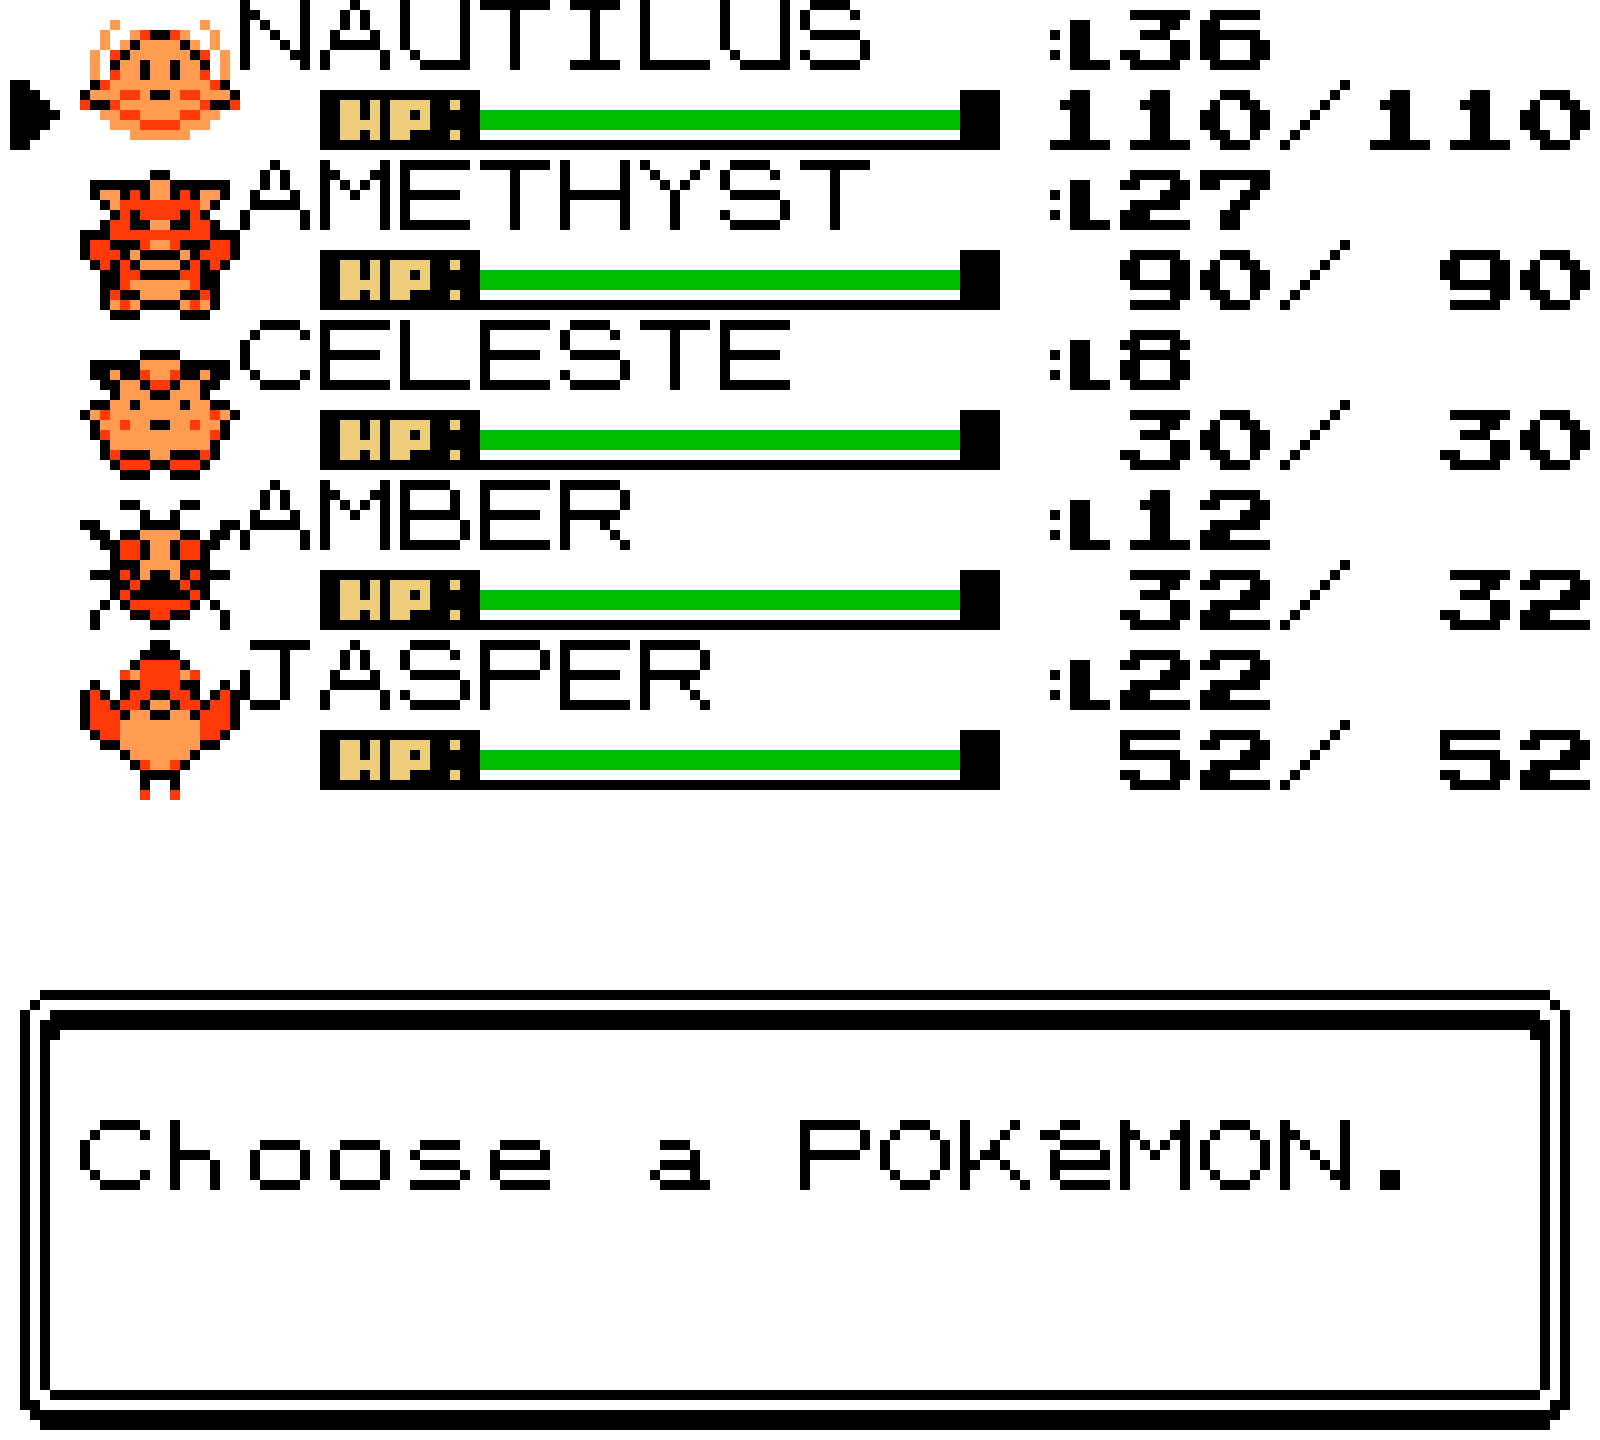 NAUTILUS :L36
HP: 110/110
AMETHYST :L27
HP: 90/ 90
CELESTE :L8
HP: 30/ 30
AMBER :L12
HP: 32/ 32
JASPER :L22
HP: 52/ 52
Choose a POKéMON.